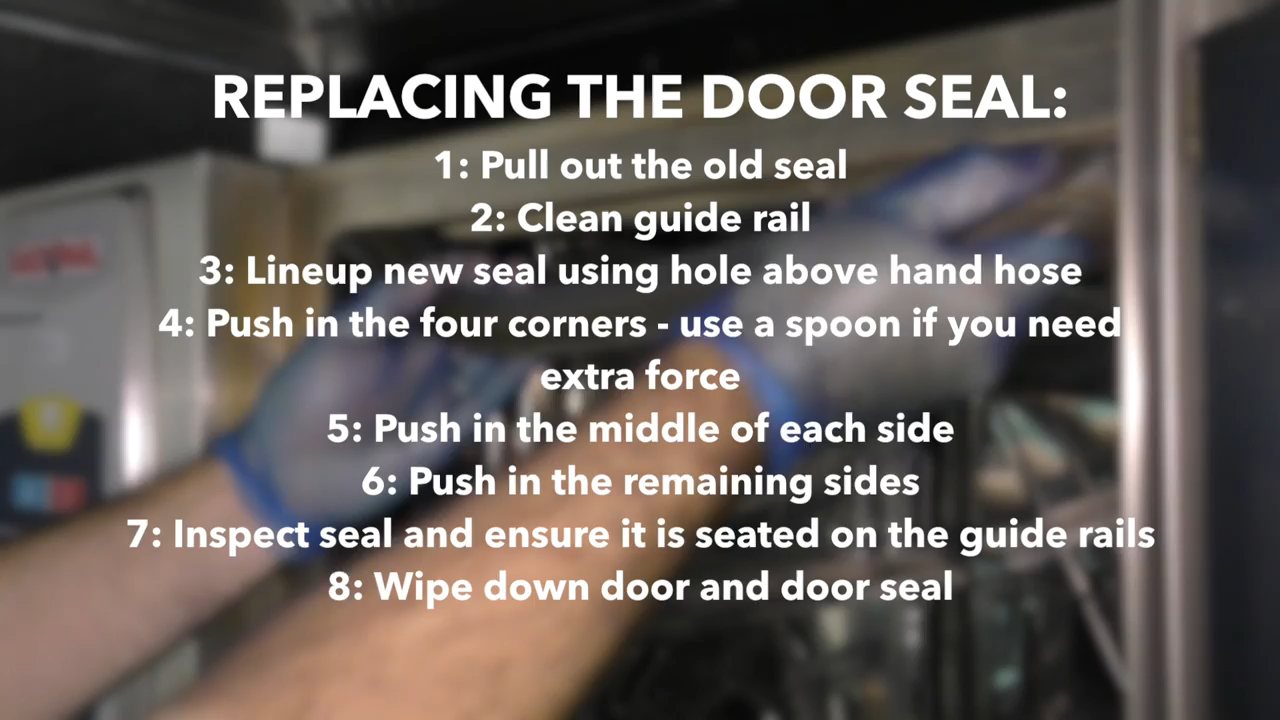 REPLACING THE DOOR SEAL:
1: Pull out the old seal
2: Clean guide rail
3: Lineup new seal using hole above hand hose
4: Push in the four corners - use a spoon if you need
extra force
5: Push in the middle of each side
6: Push in the remaining sides
7: Inspect seal and ensure it is seated on the guide rails
8: Wipe down door and door seal